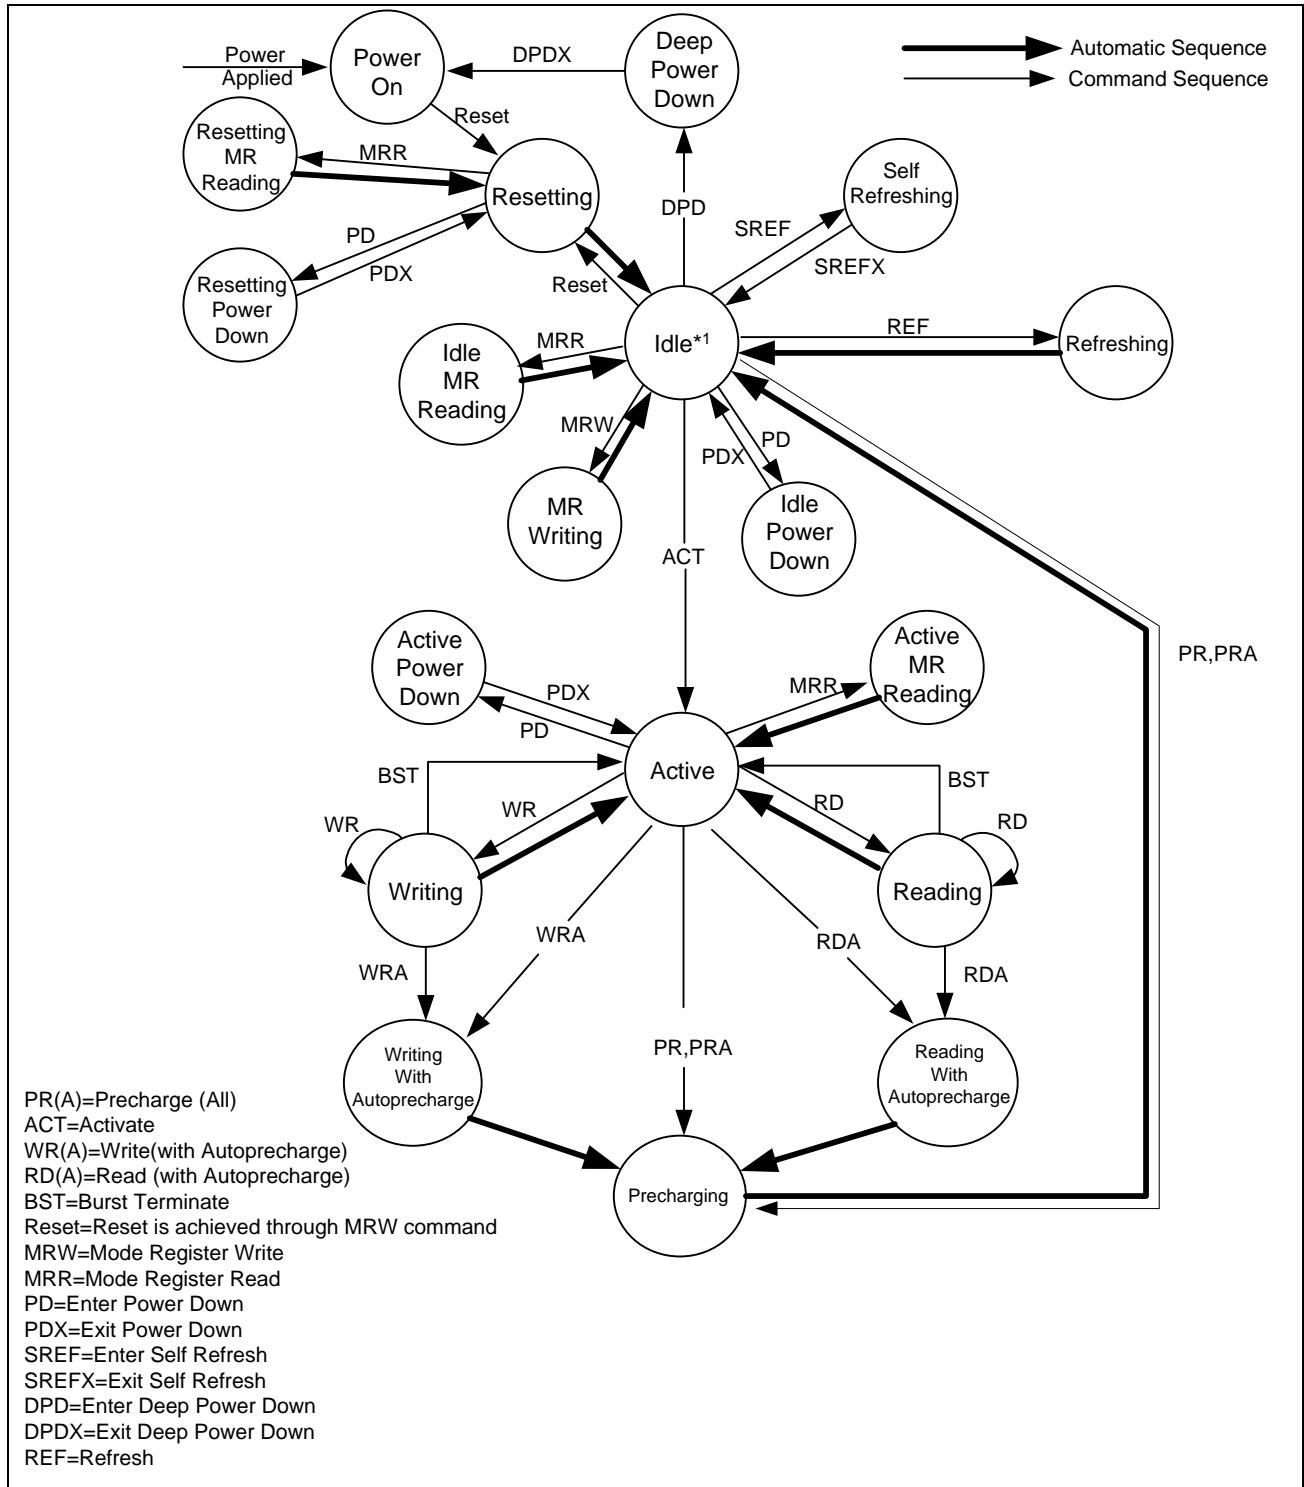 Power
Applied
Power
On
DPDX
Deep
Power
Down
Automatic Sequence
Command Sequence
Reset
Resetting
MR
Reading
MRR
Resetting
DPD
Self
Refreshing
SREF
SREFX
PD
PDX
Resetting
Power
Down
Reset
Idle*1
REF
Refreshing
MRR
Idle
MR
Reading
MRW
PD
PDX
MR
Writing
Idle
Power
Down
ACT
Active
Power
Down
PDX
PD
MRR
Active
MR
Reading
PR,PRA
Active
BST
BST
WR
RD
WR
RD
Writing
Reading
WRA
RDA
WRA
RDA
PR,PRA
Writing
With
Autoprecharge
Reading
With
Autoprecharge
Precharging
PR(A)=Precharge (All)
ACT=Activate
WR(A)=Write(with Autoprecharge)
RD(A)=Read (with Autoprecharge)
BST=Burst Terminate
Reset=Reset is achieved through MRW command
MRW=Mode Register Write
MRR=Mode Register Read
PD=Enter Power Down
PDX=Exit Power Down
SREF=Enter Self Refresh
SREFX=Exit Self Refresh
DPD=Enter Deep Power Down
DPDX=Exit Deep Power Down
REF=Refresh